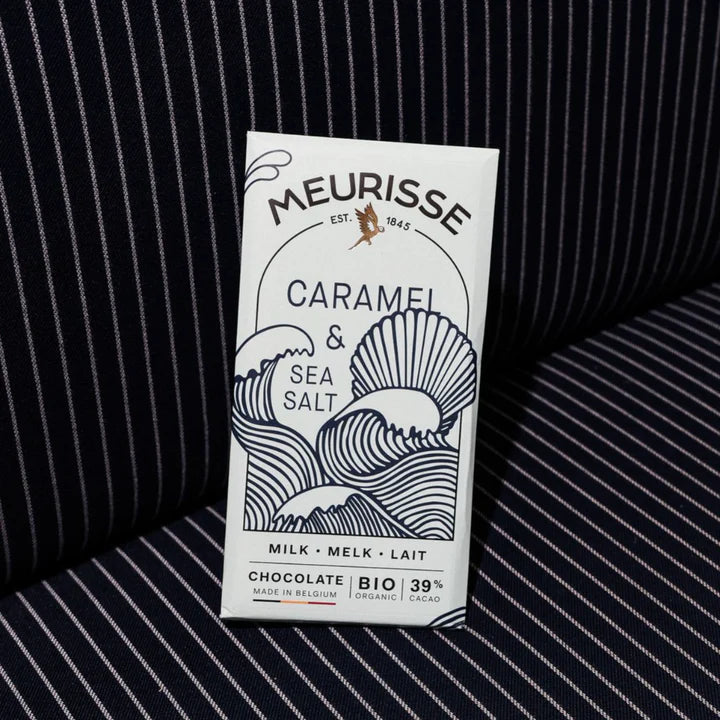 MEURISSE
EST. 1845
CARAMEL
&
SEA
SALT
MILK · MELK · LAIT
CHOCOLATE | BIO | 39%
MADE IN BELGIUM | ORGANIC | CACAO